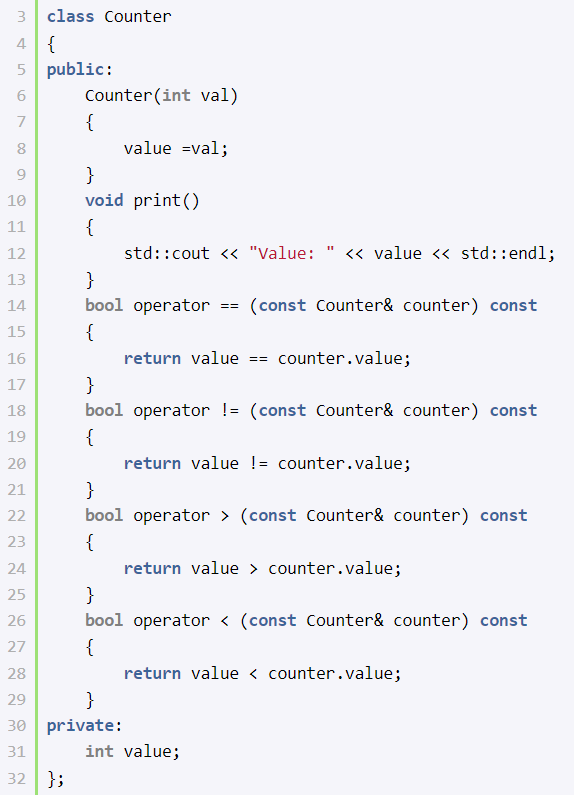 3 class Counter
4 {
5 public:
6     Counter(int val)
7     {
8         value =val;
9     }
10     void print()
11     {
12         std::cout << "Value: " << value << std::endl;
13     }
14     bool operator == (const Counter& counter) const
15     {
16         return value == counter.value;
17     }
18     bool operator != (const Counter& counter) const
19     {
20         return value != counter.value;
21     }
22     bool operator > (const Counter& counter) const
23     {
24         return value > counter.value;
25     }
26     bool operator < (const Counter& counter) const
27     {
28         return value < counter.value;
29     }
30 private:
31     int value;
32 };